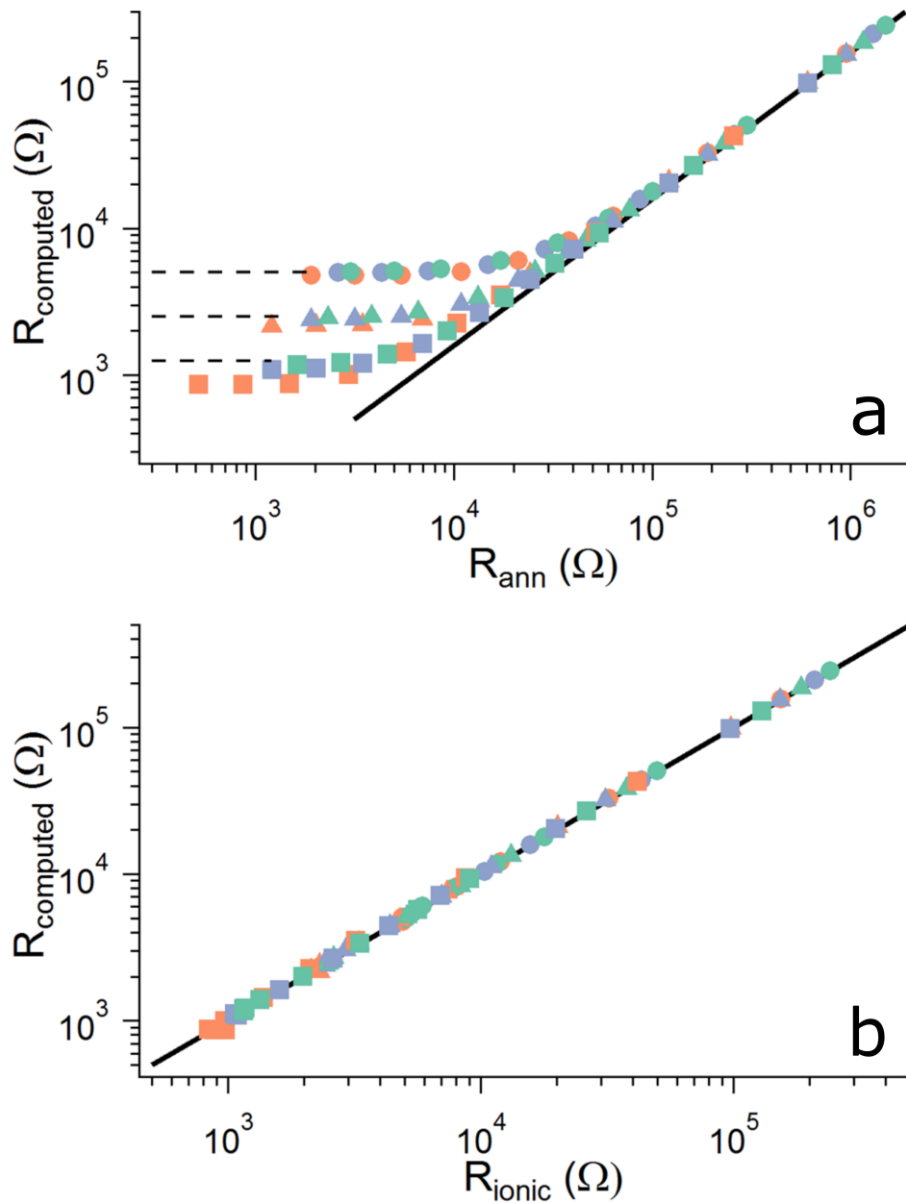 R_computed (Ω)
10^5
10^4
10^3
a
10^3 10^4 10^5 10^6
R_ann (Ω)
R_computed (Ω)
10^5
10^4
10^3
b
10^3 10^4 10^5
R_ionic (Ω)